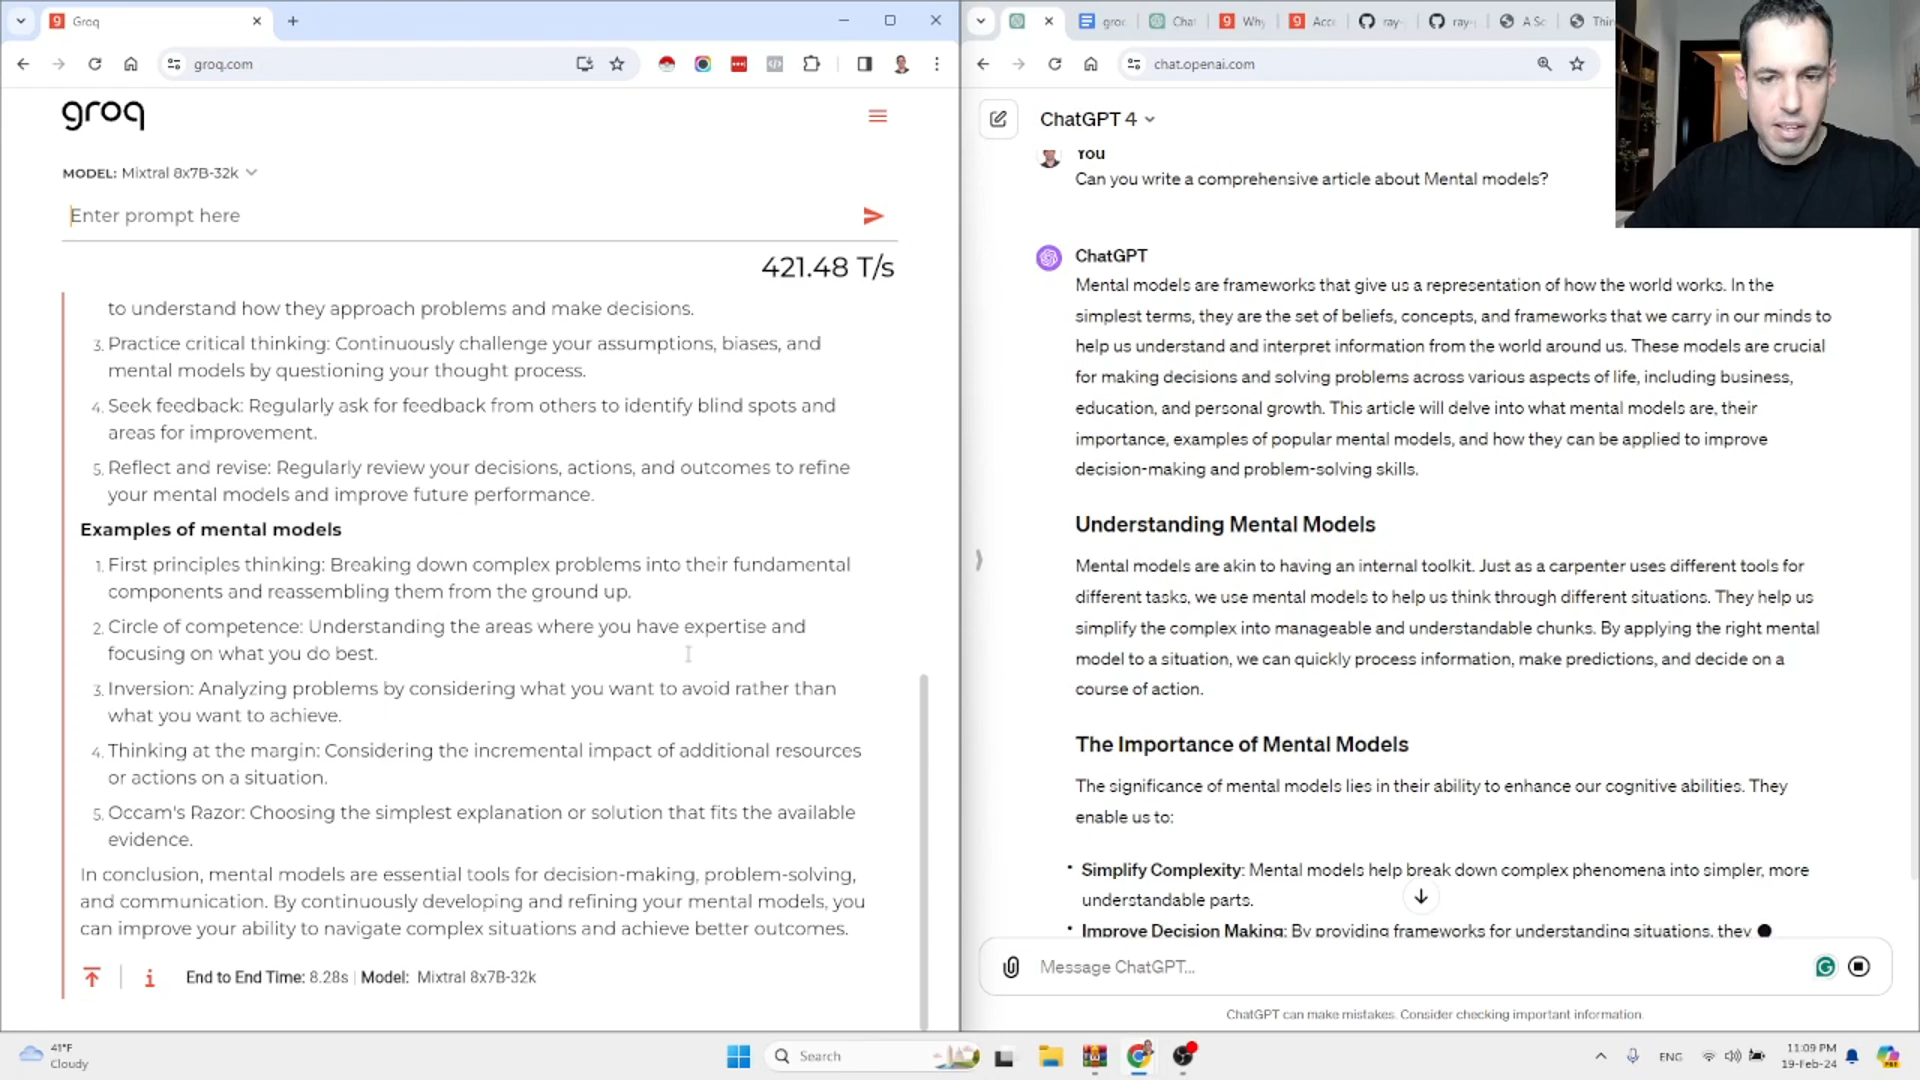 Groq
groq.com
groq
MODEL: Mixtral 8x7B-32k
Enter prompt here
421.48 T/s
to understand how they approach problems and make decisions.
3. Practice critical thinking: Continuously challenge your assumptions, biases, and
mental models by questioning your thought process.
4. Seek feedback: Regularly ask for feedback from others to identify blind spots and
areas for improvement.
5. Reflect and revise: Regularly review your decisions, actions, and outcomes to refine
your mental models and improve future performance.
Examples of mental models
1. First principles thinking: Breaking down complex problems into their fundamental
components and reassembling them from the ground up.
2. Circle of competence: Understanding the areas where you have expertise and
focusing on what you do best.
3. Inversion: Analyzing problems by considering what you want to avoid rather than
what you want to achieve.
4. Thinking at the margin: Considering the incremental impact of additional resources
or actions on a situation.
5. Occam's Razor: Choosing the simplest explanation or solution that fits the available
evidence.
In conclusion, mental models are essential tools for decision-making, problem-solving,
and communication. By continuously developing and refining your mental models, you
can improve your ability to navigate complex situations and achieve better outcomes.
End to End Time: 8.28s | Model: Mixtral 8x7B-32k
groc Chat Why Acc ray- ray- A Sc Thin
chat.openai.com
ChatGPT 4
You
Can you write a comprehensive article about Mental models?
ChatGPT
Mental models are frameworks that give us a representation of how the world works. In the
simplest terms, they are the set of beliefs, concepts, and frameworks that we carry in our minds to
help us understand and interpret information from the world around us. These models are crucial
for making decisions and solving problems across various aspects of life, including business,
education, and personal growth. This article will delve into what mental models are, their
importance, examples of popular mental models, and how they can be applied to improve
decision-making and problem-solving skills.
Understanding Mental Models
Mental models are akin to having an internal toolkit. Just as a carpenter uses different tools for
different tasks, we use mental models to help us think through different situations. They help us
simplify the complex into manageable and understandable chunks. By applying the right mental
model to a situation, we can quickly process information, make predictions, and decide on a
course of action.
The Importance of Mental Models
The significance of mental models lies in their ability to enhance our cognitive abilities. They
enable us to:
• Simplify Complexity: Mental models help break down complex phenomena into simpler, more
understandable parts.
• Improve Decision Making: By providing frameworks for understanding situations, they
Message ChatGPT...
ChatGPT can make mistakes. Consider checking important information.
41°F
Cloudy
Search
ENG
11:09 PM
19-Feb-24